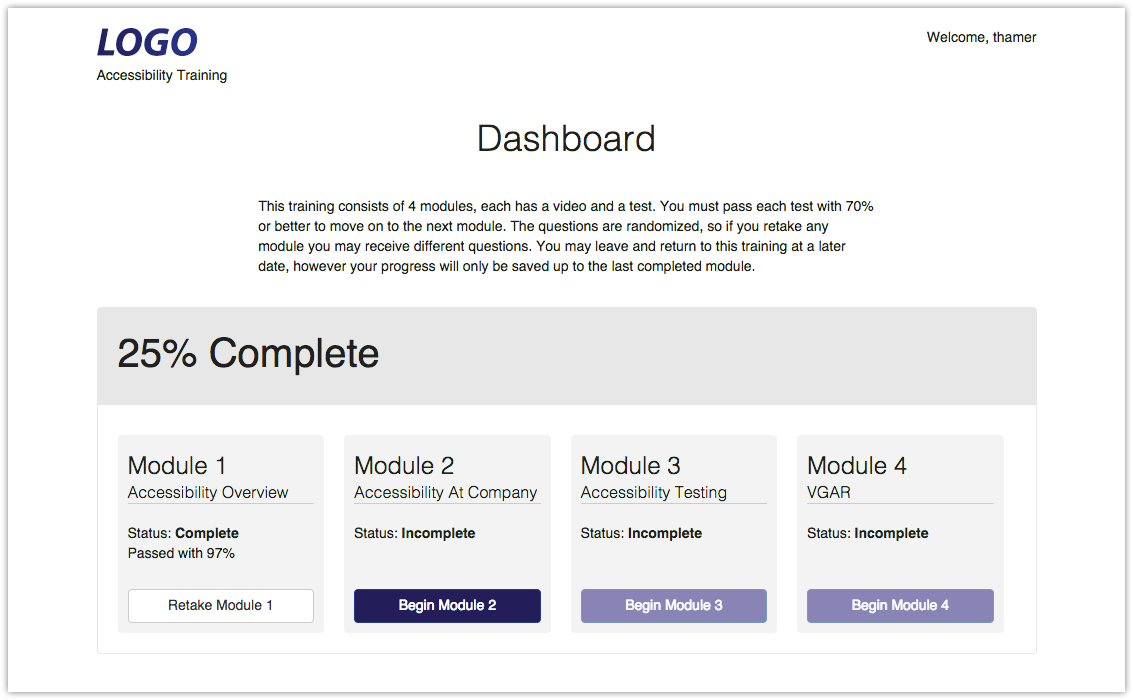 LOGO
Accessibility Training
Welcome, thamer
Dashboard
This training consists of 4 modules, each has a video and a test. You must pass each test with 70%
or better to move on to the next module. The questions are randomized, so if you retake any
module you may receive different questions. You may leave and return to this training at a later
date, however your progress will only be saved up to the last completed module.
25% Complete
Module 1
Accessibility Overview
Status: Complete
Passed with 97%
Retake Module 1
Module 2
Accessibility At Company
Status: Incomplete
Begin Module 2
Module 3
Accessibility Testing
Status: Incomplete
Begin Module 3
Module 4
VGAR
Status: Incomplete
Begin Module 4